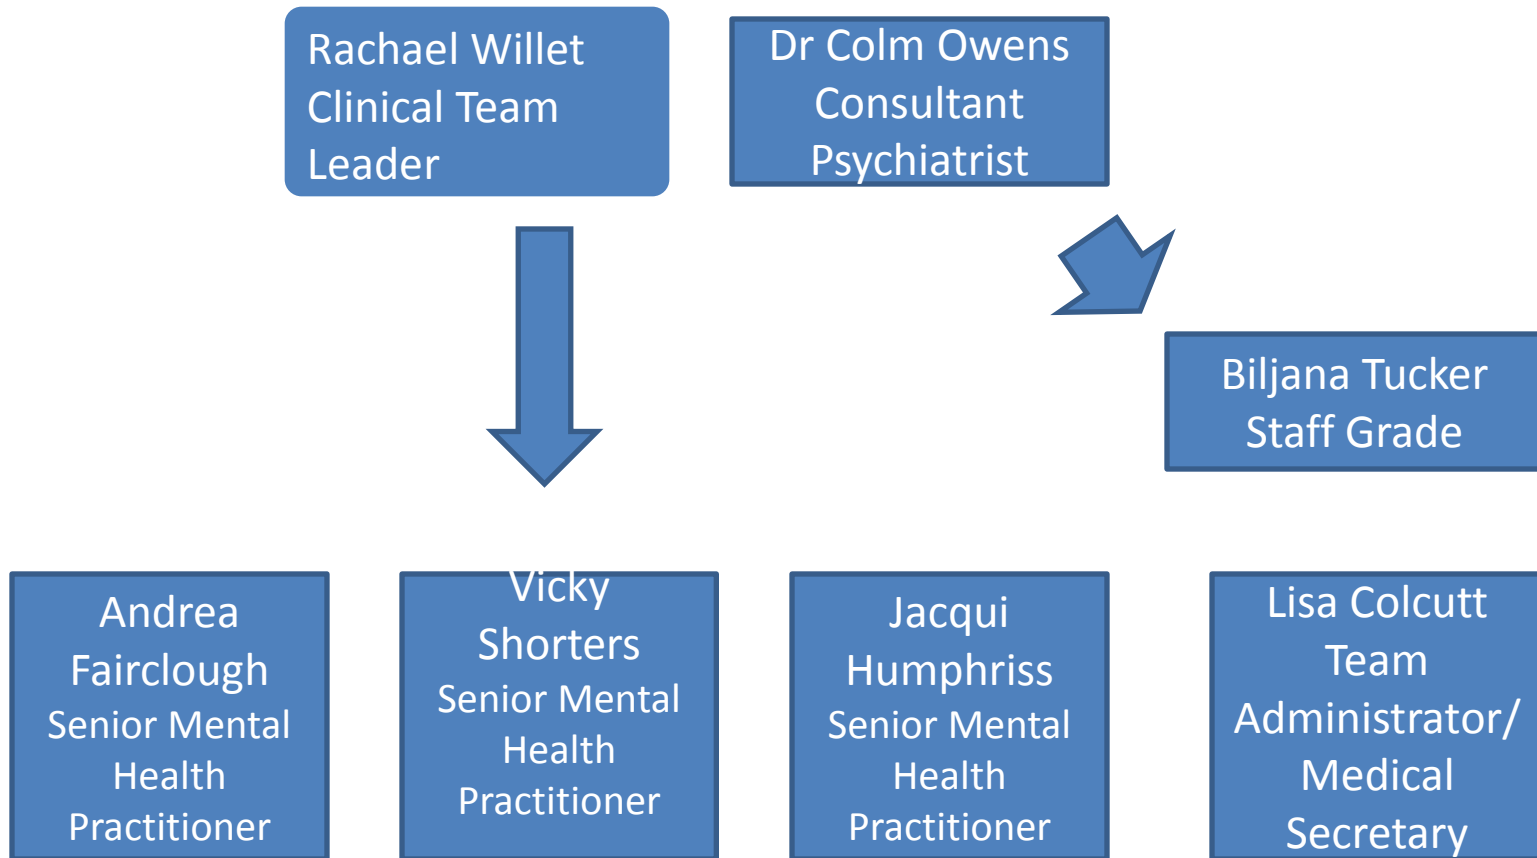 Rachael Willet
Clinical Team
Leader
Dr Colm Owens
Consultant
Psychiatrist
Biljana Tucker
Staff Grade
Andrea
Fairclough
Senior Mental
Health
Practitioner
Vicky
Shorters
Senior Mental
Health
Practitioner
Jacqui
Humphriss
Senior Mental
Health
Practitioner
Lisa Colcutt
Team
Administrator/
Medical
Secretary